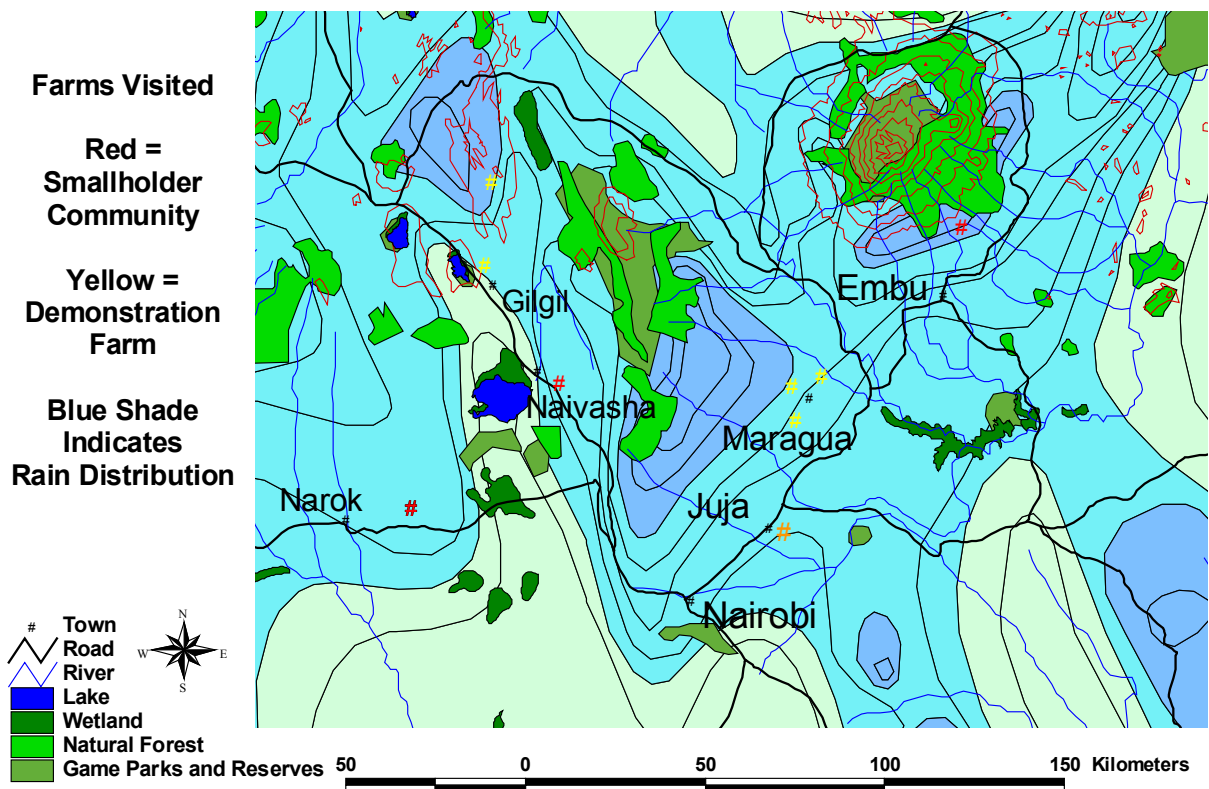 Farms Visited
Red =
Smallholder
Community
Yellow =
Demonstration
Farm
Blue Shade
Indicates
Rain Distribution
# Town
Road
River
Lake
Wetland
Natural Forest
Game Parks and Reserves
N
W E
S
Gilgil
Embu
Naivasha
Maragua
Narok
Juja
Nairobi
50 0 50 100 150 Kilometers